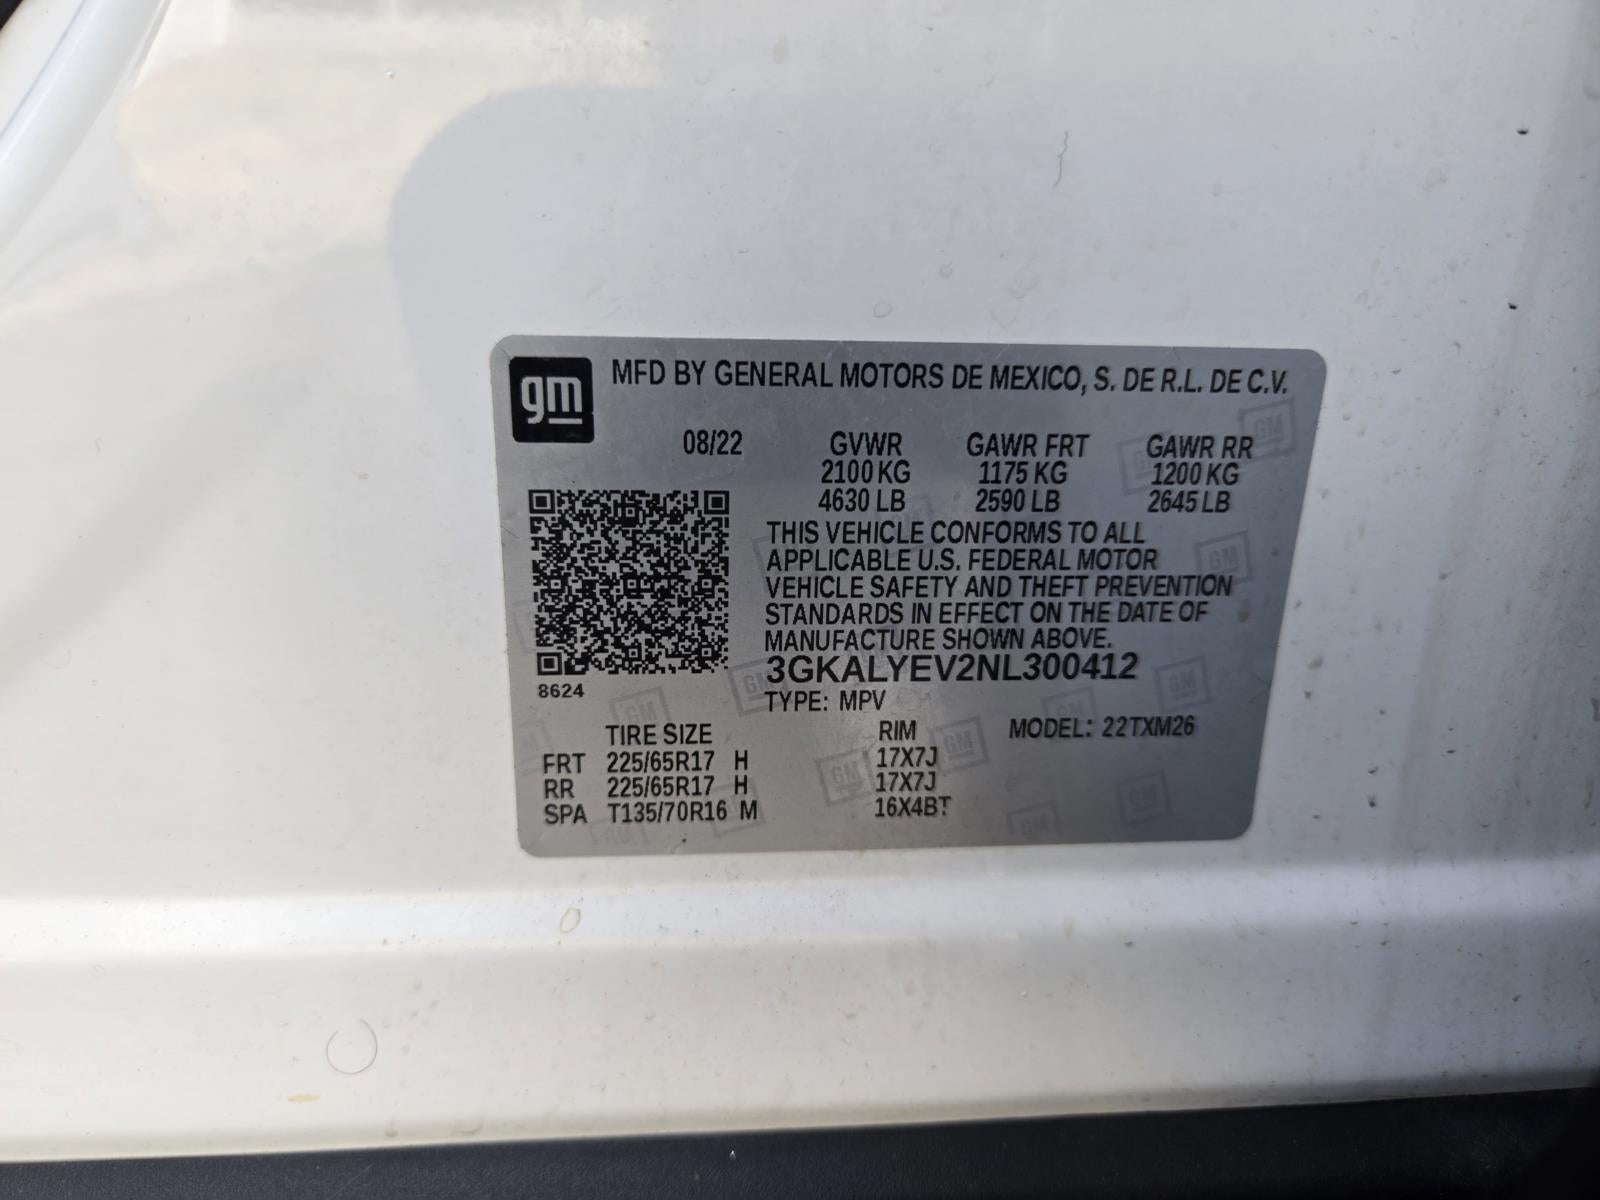 gm
MFD BY GENERAL MOTORS DE MEXICO, S. DE R.L. DE C.V.
08/22 GVWR GAWR FRT GAWR RR
2100 KG 1175 KG 1200 KG
4630 LB 2590 LB 2645 LB
THIS VEHICLE CONFORMS TO ALL
APPLICABLE U.S. FEDERAL MOTOR
VEHICLE SAFETY AND THEFT PREVENTION
STANDARDS IN EFFECT ON THE DATE OF
MANUFACTURE SHOWN ABOVE.
3GKALYEV2NL300412
8624
TYPE: MPV
TIRE SIZE RIM MODEL: 22TXM26
FRT 225/65R17 H 17X7J
RR 225/65R17 H 17X7J
SPA T135/70R16 M 16X4BT